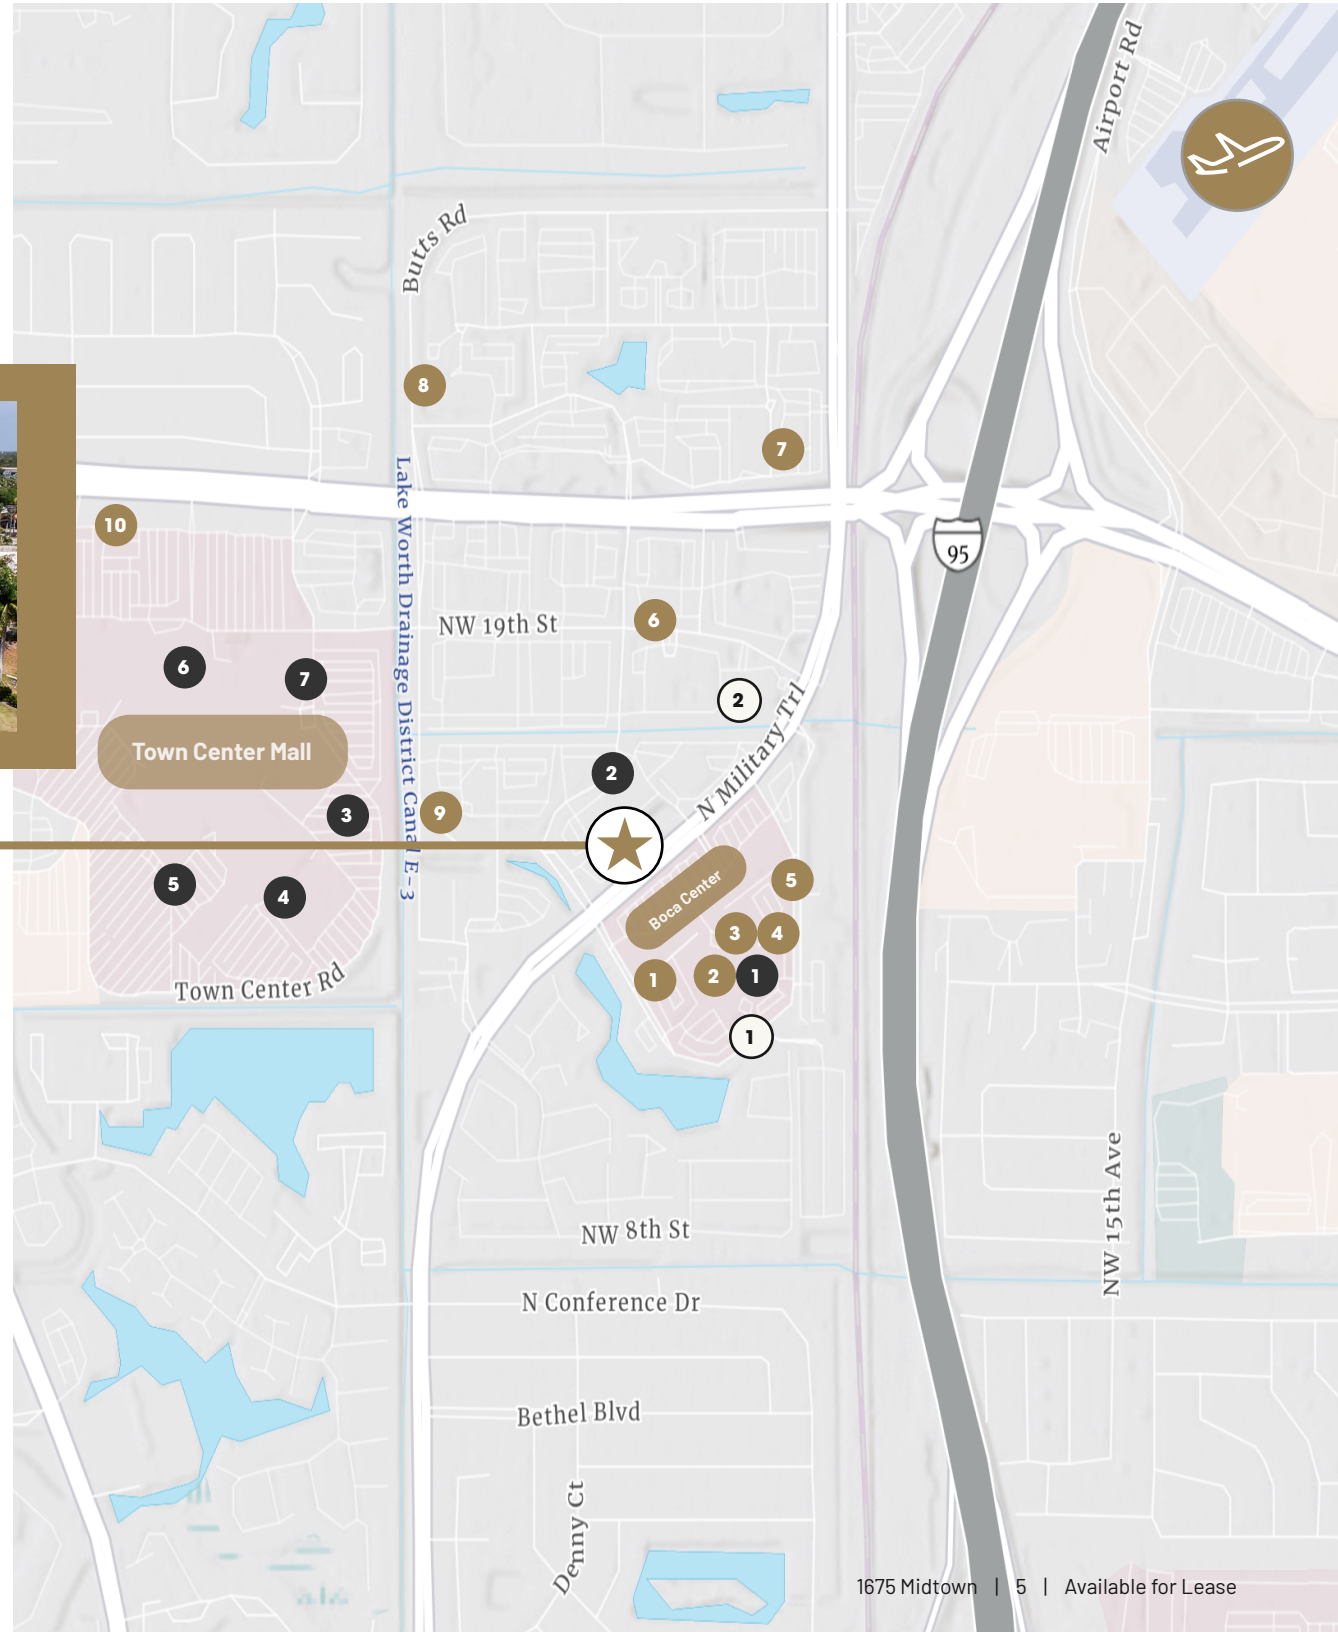 Airport Rd
Butts Rd
8
7
Lake Worth Drainage District Canal E-3
10
95
NW 19th St
6
6
7
2
N Military Trl
Town Center Mall
2
3
9
5
Boca Center
5
4
3
4
1
2
1
Town Center Rd
1
NW 15th Ave
NW 8th St
N Conference Dr
Bethel Blvd
Denny Ct
1675 Midtown | 5 | Available for Lease